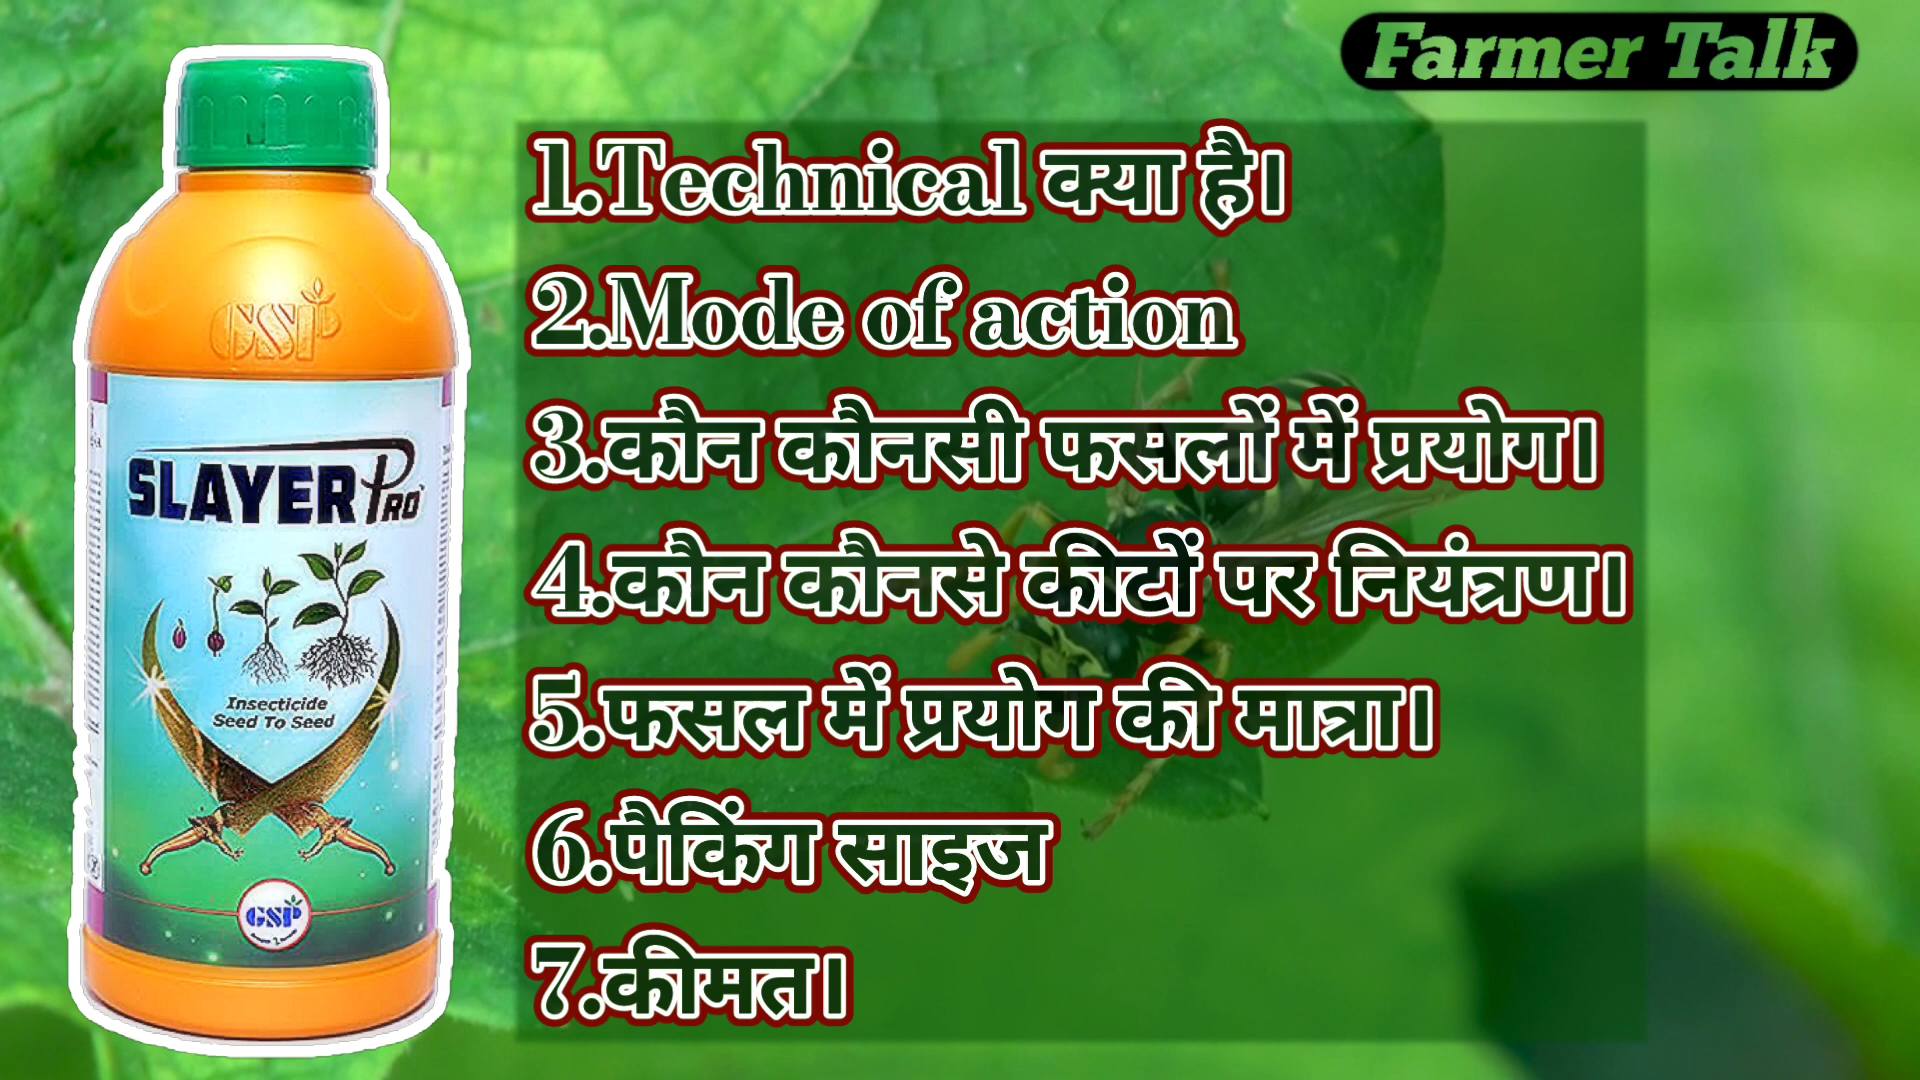 Farmer Talk
1.Technical क्या है।
2.Mode of action
3.कौन कौनसी फसलों में प्रयोग।
4.कौन कौनसे कीटों पर नियंत्रण।
5.फसल में प्रयोग की मात्रा।
6.पैकिंग साइज
7.कीमत।
GSP
SLAYER PRO
Insecticide
Seed To Seed
GSP